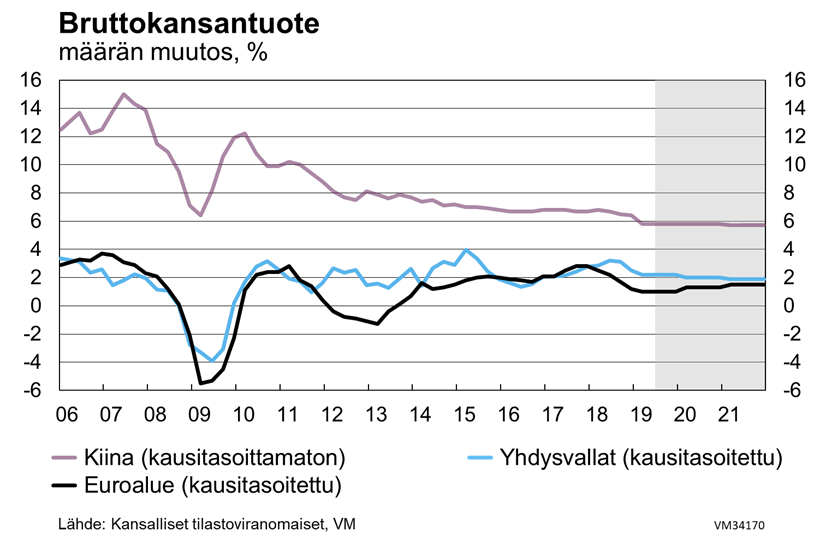 Bruttokansantuote
määrän muutos, %
16 16
14 14
12 12
10 10
8 8
6 6
4 4
2 2
0 0
-2 -2
-4 -4
-6 -6
06 07 08 09 10 11 12 13 14 15 16 17 18 19 20 21
Kiina (kausitasoittamaton) Yhdysvallat (kausitasoitettu)
Euroalue (kausitasoitettu)
Lähde: Kansalliset tilastoviranomaiset, VM VM34170